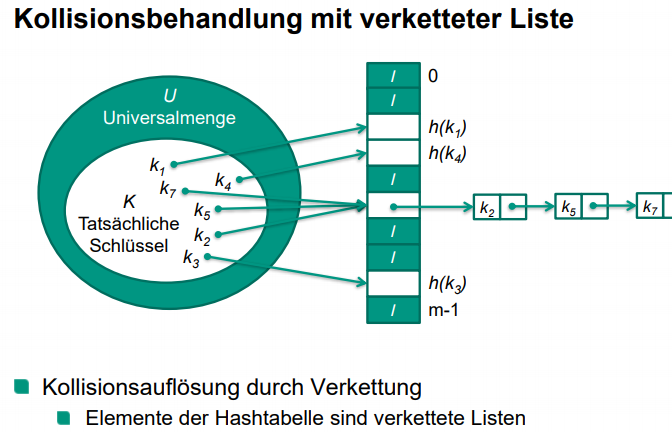 Kollisionsbehandlung mit verketteter Liste
U
Universalmenge
K
Tatsächliche
Schlüssel
k1
k7
k4
k5
k2
k3
/ 0
/
h(k1)
h(k4)
/
k2 k5 k7
/
/
h(k3)
/ m-1
Kollisionsauflösung durch Verkettung
Elemente der Hashtabelle sind verkettete Listen